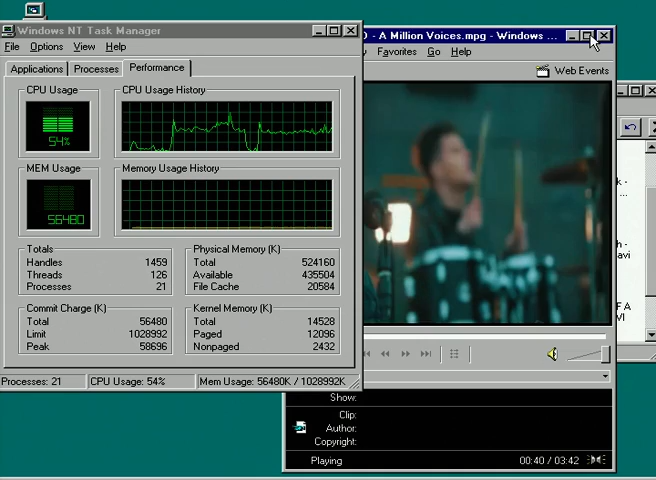 Windows NT Task Manager
File Options View Help
Applications Processes Performance
CPU Usage
54%
CPU Usage History
MEM Usage
56480
Memory Usage History
Totals
Handles 1459
Threads 126
Processes 21
Physical Memory (K)
Total 524160
Available 435504
File Cache 20584
Commit Charge (K)
Total 56480
Limit 1028992
Peak 58696
Kernel Memory (K)
Total 14528
Paged 12096
Nonpaged 2432
Processes: 21 CPU Usage: 54% Mem Usage: 56480K / 1028992K
- A Million Voices.mpg - Windows ...
Favorites Go Help
Web Events
Show:
Clip:
Author:
Copyright:
Playing 00:40 / 03:42
k -
h -
avi
F A